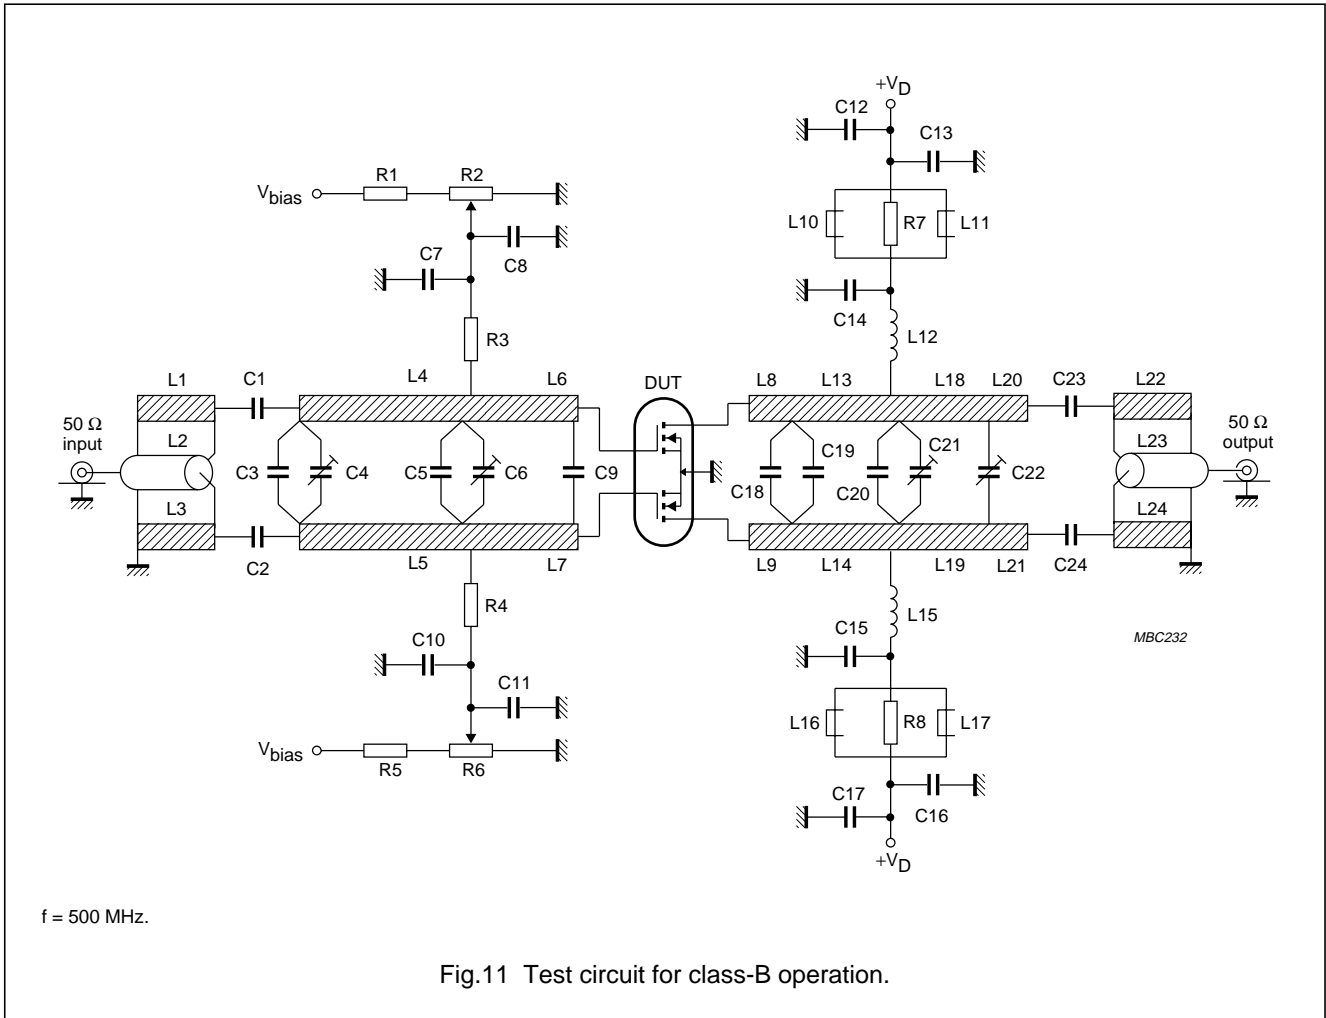 +VD
C12
C13
R1
R2
Vbias
L10
R7
L11
C7
C8
C14
R3
L12
L1
C1
L4
L6
DUT
L8
L13
L18
L20
C23
L22
50 Ω
input
50 Ω
output
L2
C3
C4
C5
C6
C9
C18
C19
C20
C21
C22
L23
L3
L24
C2
L5
L7
L9
L14
L19
L21
C24
R4
L15
C10
C15
MBC232
C11
L16
R8
L17
Vbias
R5
R6
C17
C16
+VD
f = 500 MHz.
Fig.11 Test circuit for class-B operation.